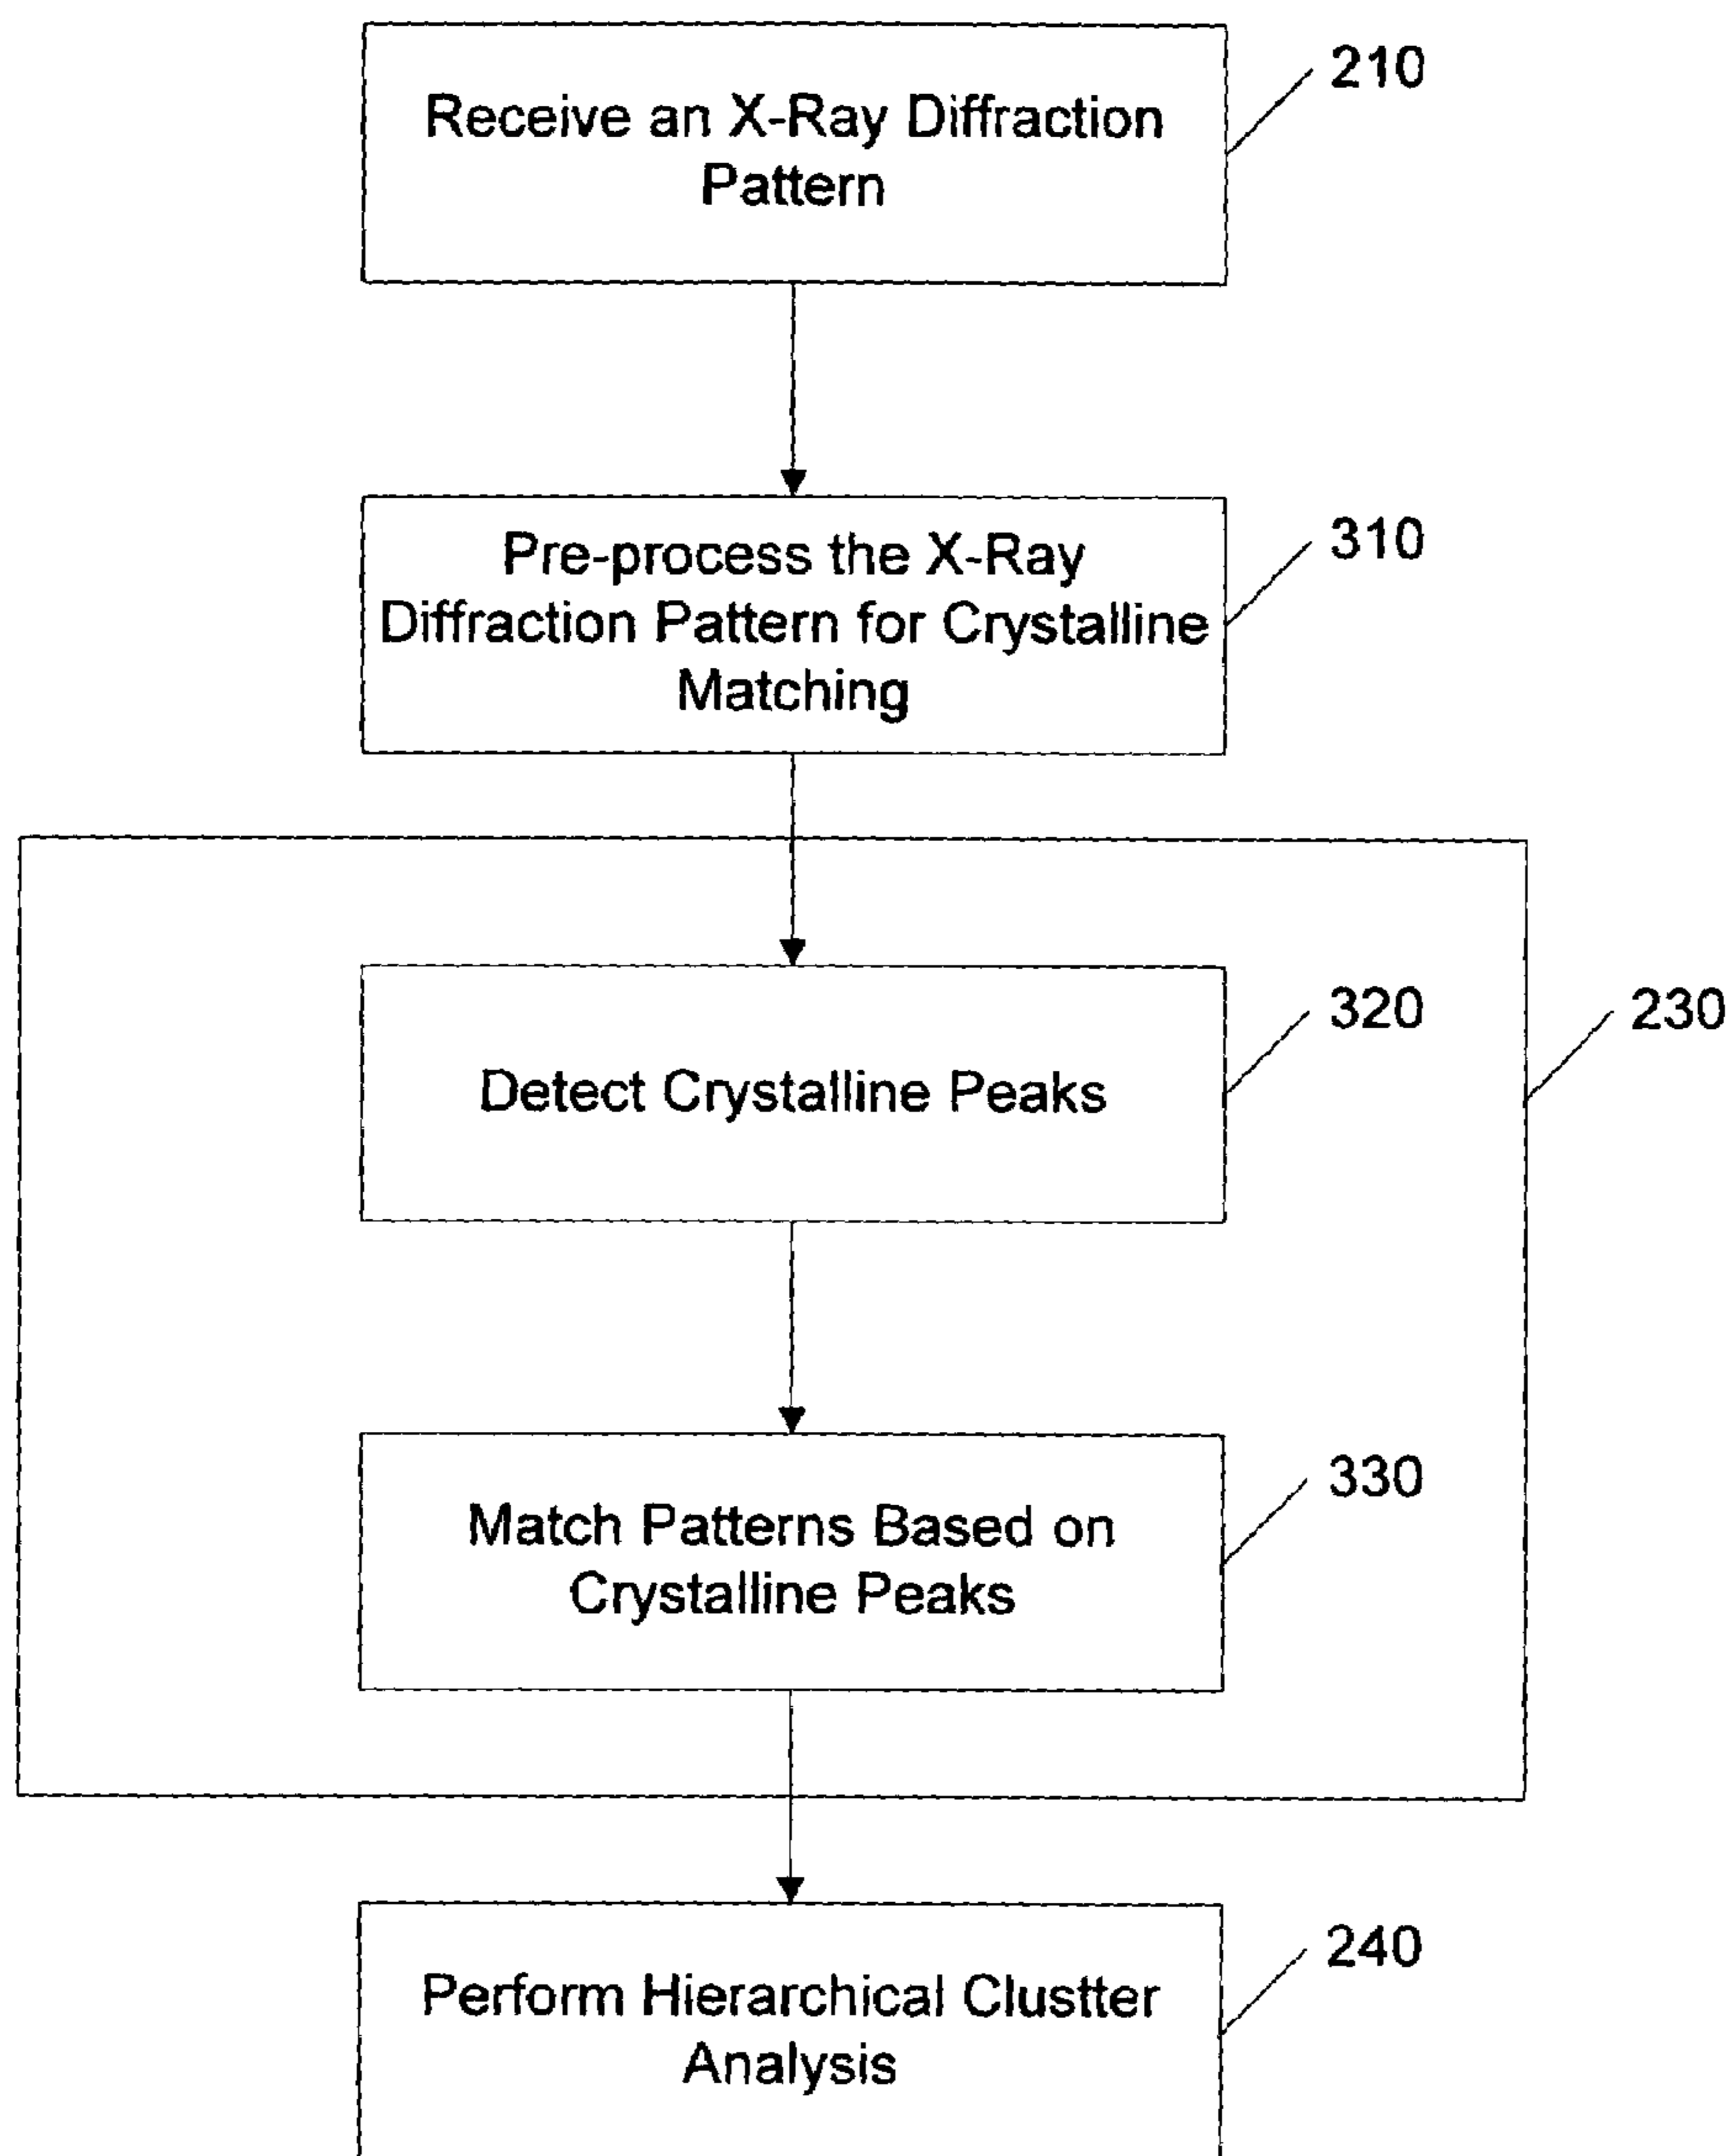 Receive an X-Ray Diffraction
Pattern
210
Pre-process the X-Ray
Diffraction Pattern for Crystalline
Matching
310
Detect Crystalline Peaks
320
230
Match Patterns Based on
Crystalline Peaks
330
Perform Hierarchical Clustter
Analysis
240